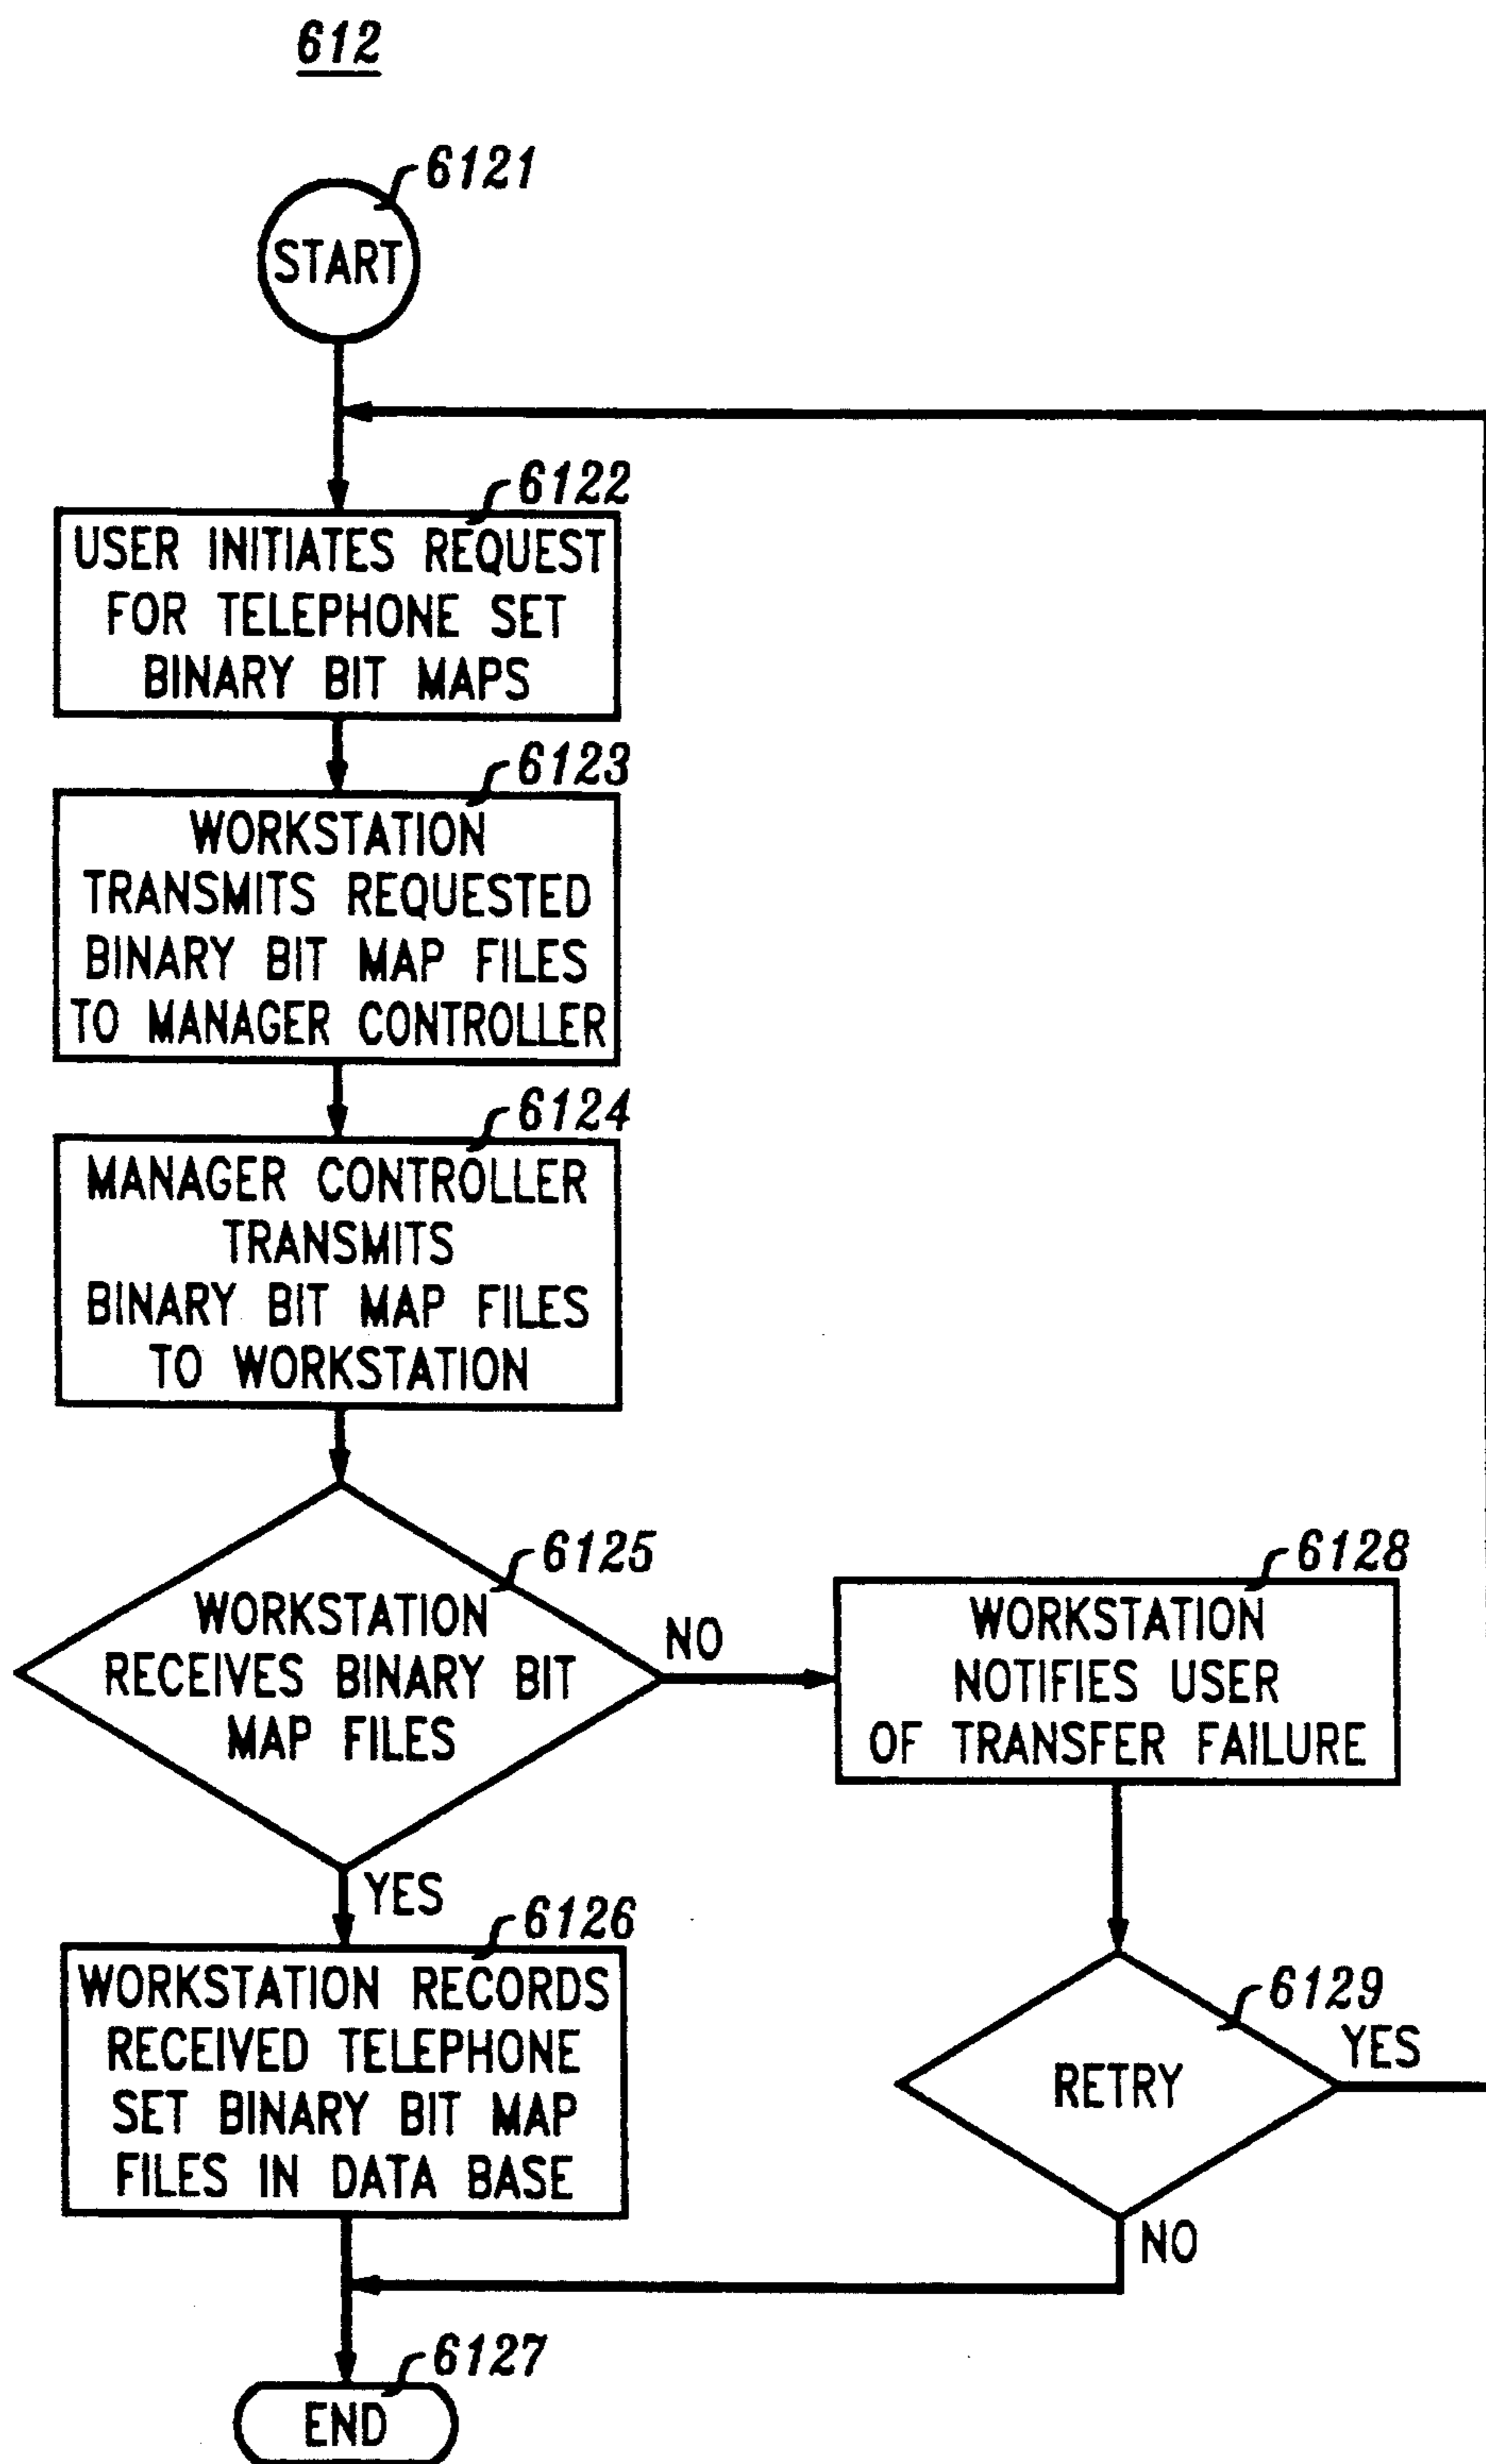 612
6121
START
6122
USER INITIATES REQUEST
FOR TELEPHONE SET
BINARY BIT MAPS
6123
WORKSTATION
TRANSMITS REQUESTED
BINARY BIT MAP FILES
TO MANAGER CONTROLLER
6124
MANAGER CONTROLLER
TRANSMITS
BINARY BIT MAP FILES
TO WORKSTATION
6125
WORKSTATION
RECEIVES BINARY BIT
MAP FILES
NO
YES
6128
WORKSTATION
NOTIFIES USER
OF TRANSFER FAILURE
6126
WORKSTATION RECORDS
RECEIVED TELEPHONE
SET BINARY BIT MAP
FILES IN DATA BASE
6129
RETRY
YES
NO
6127
END